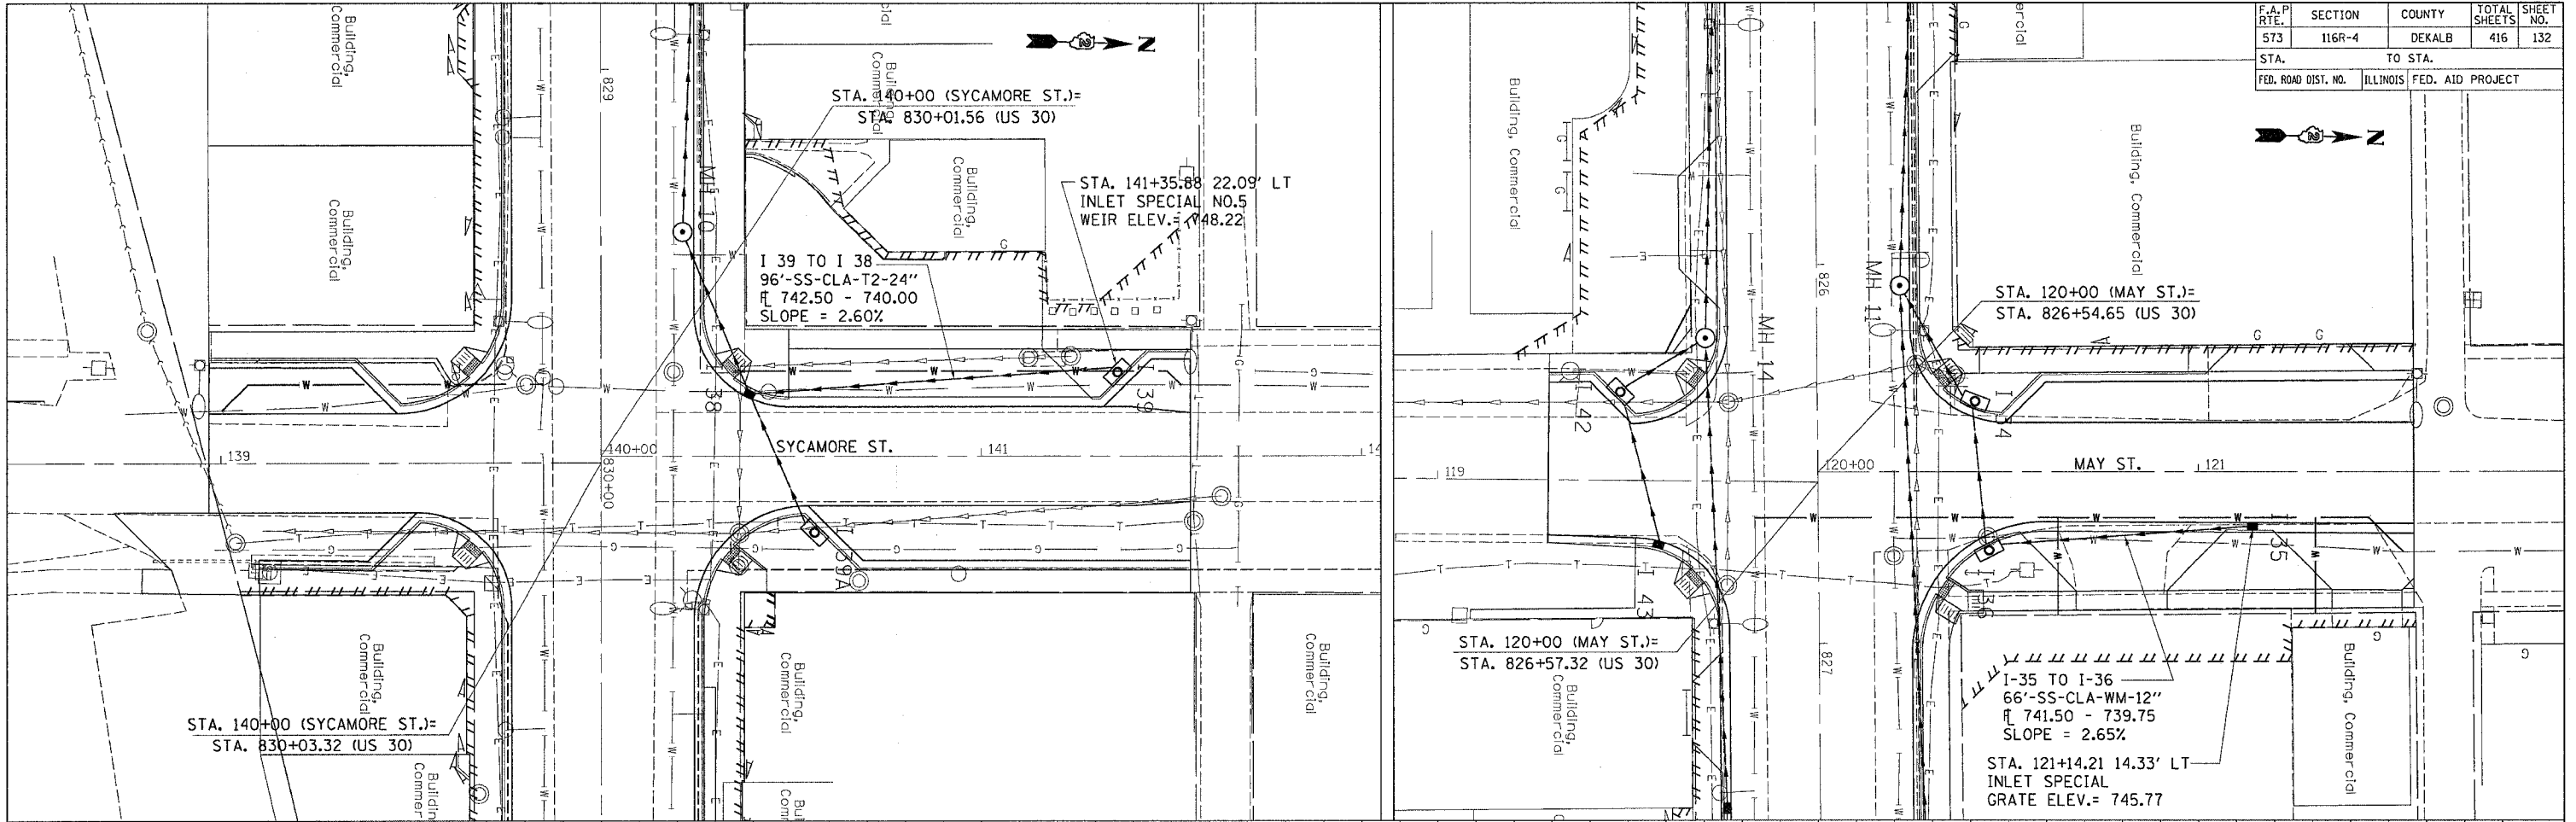 F.A.P RTE.
SECTION
COUNTY
TOTAL SHEETS
SHEET NO.
573
116R-4
DEKALB
416
132
STA.
TO STA.
FED. ROAD DIST. NO.
ILLINOIS
FED. AID PROJECT
Building, Commercial
Building, Commercial
829
N
STA. 140+00 (SYCAMORE ST.)=
STA. 830+01.56 (US 30)
Building, Commercial
Building, Commercial
MH 10
STA. 141+35.88 22.09' LT
INLET SPECIAL NO.5
WEIR ELEV.= 748.22
I 39 TO I 38
96'-SS-CLA-T2-24"
FL 742.50 - 740.00
SLOPE = 2.60%
I 38
I 39
139
140+00
830+00
SYCAMORE ST.
141
14
I 39A
Building, Commercial
STA. 140+00 (SYCAMORE ST.)=
STA. 830+03.32 (US 30)
Building, Commercial
Building, Commercial
Building, Commercial
N
Building, Commercial
826
MH 11
MH 14
Building, Commercial
STA. 120+00 (MAY ST.)=
STA. 826+54.65 (US 30)
I 42
119
120+00
MAY ST.
121
I 43
I 35
I 36
827
STA. 120+00 (MAY ST.)=
STA. 826+57.32 (US 30)
Building, Commercial
I-35 TO I-36
66'-SS-CLA-WM-12"
FL 741.50 - 739.75
SLOPE = 2.65%
STA. 121+14.21 14.33' LT
INLET SPECIAL
GRATE ELEV.= 745.77
Building, Commercial